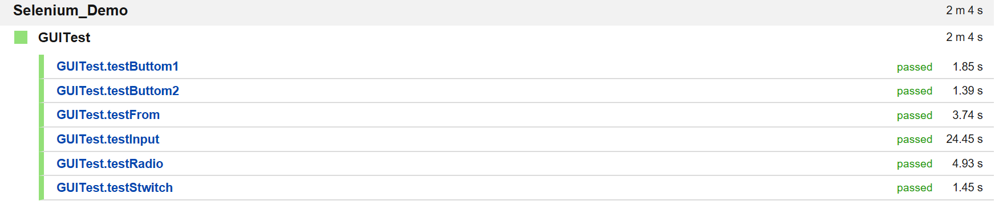 Selenium_Demo 2 m 4 s
GUITest 2 m 4 s
GUITest.testButtom1 passed 1.85 s
GUITest.testButtom2 passed 1.39 s
GUITest.testFrom passed 3.74 s
GUITest.testInput passed 24.45 s
GUITest.testRadio passed 4.93 s
GUITest.testStwitch passed 1.45 s